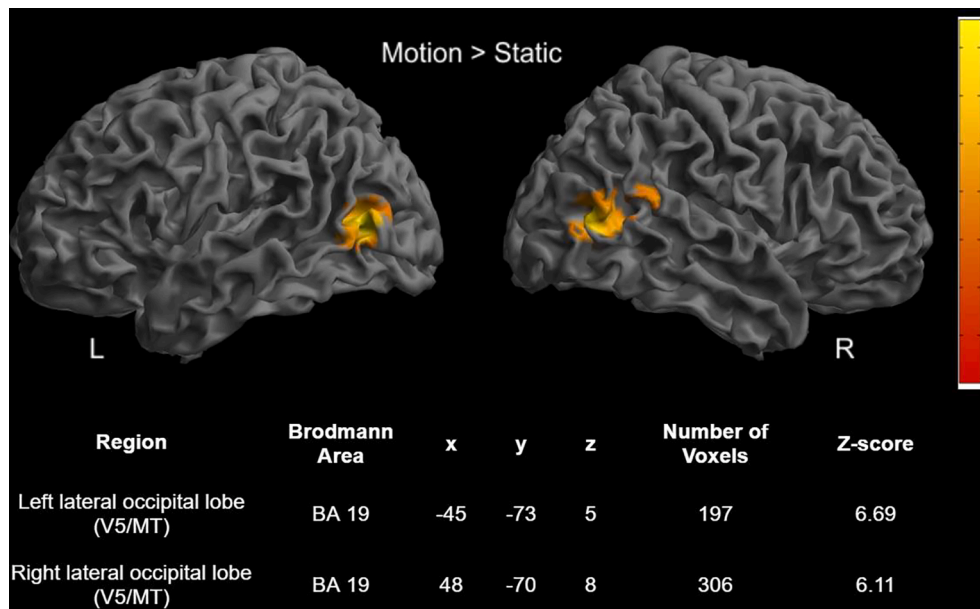 Motion > Static
L
R
Region Brodmann Area x y z Number of Voxels Z-score
Left lateral occipital lobe (V5/MT) BA 19 -45 -73 5 197 6.69
Right lateral occipital lobe (V5/MT) BA 19 48 -70 8 306 6.11